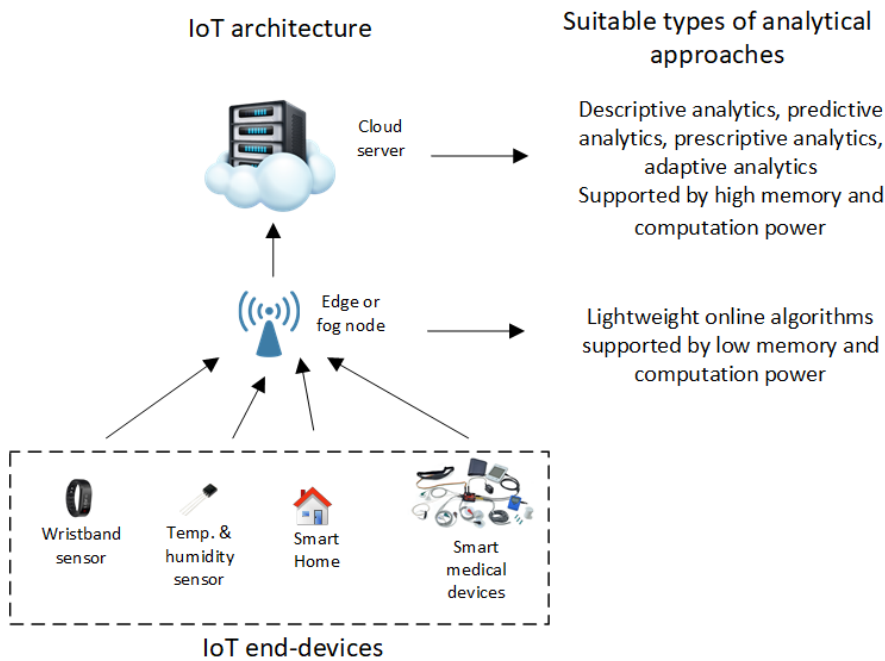 IoT architecture
Suitable types of analytical
approaches
Cloud
server
Descriptive analytics, predictive
analytics, prescriptive analytics,
adaptive analytics
Supported by high memory and
computation power
Edge or
fog node
Lightweight online algorithms
supported by low memory and
computation power
Wristband
sensor
Temp. &
humidity
sensor
Smart
Home
Smart
medical
devices
IoT end-devices